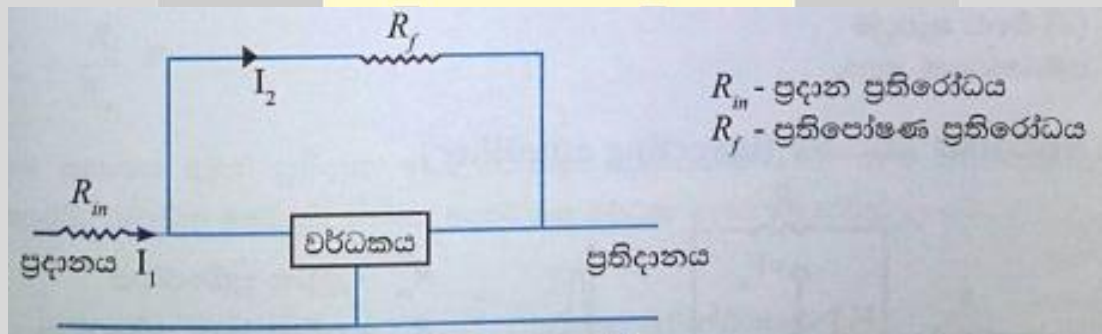 R_f
I_2
R_in - ප්‍රදාන ප්‍රතිරෝධය
R_f - ප්‍රතිපෝෂණ ප්‍රතිරෝධය
R_in
වර්ධකය
ප්‍රදානය I_1
ප්‍රතිදානය